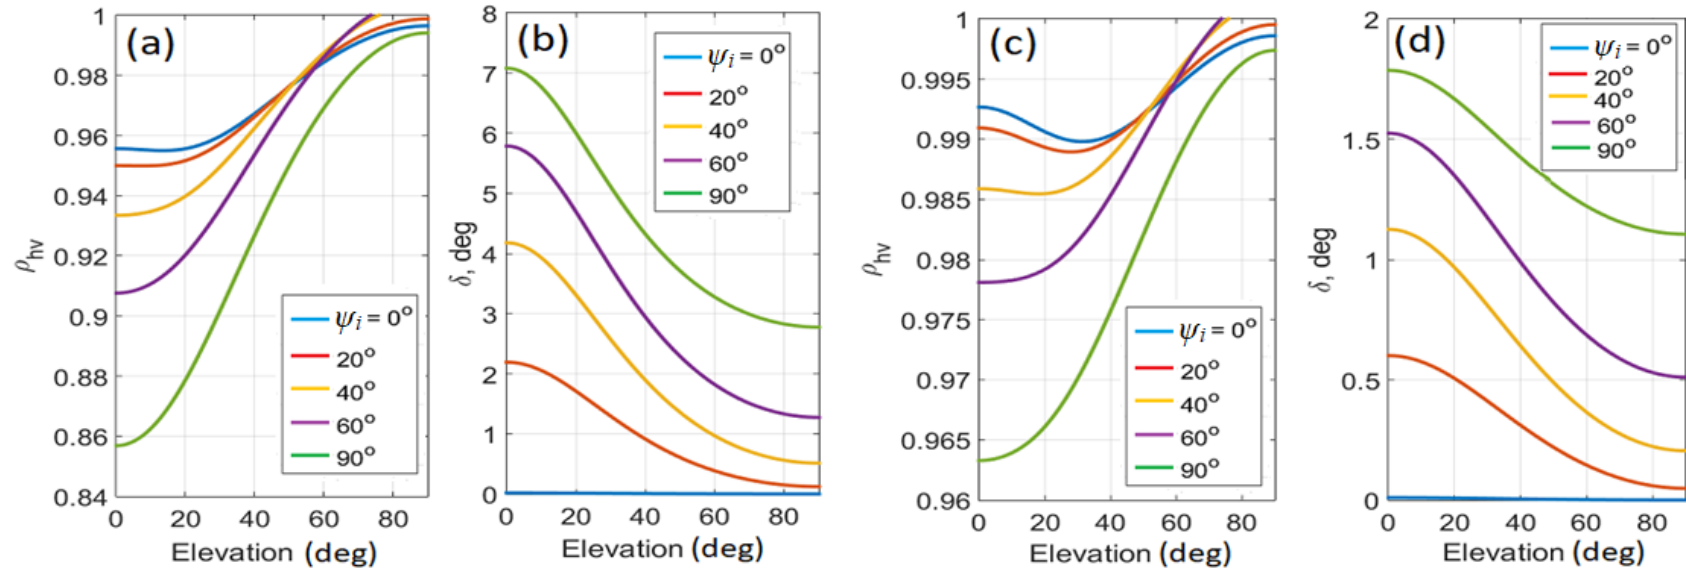 (a)
1
0.98
0.96
0.94
0.92
0.9
0.88
0.86
0.84
ρhv
0 20 40 60 80
Elevation (deg)
ψi = 0°
20°
40°
60°
90°
(b)
8
7
6
5
4
3
2
1
0
δ, deg
0 20 40 60 80
Elevation (deg)
ψi = 0°
20°
40°
60°
90°
(c)
1
0.995
0.99
0.985
0.98
0.975
0.97
0.965
0.96
ρhv
0 20 40 60 80
Elevation (deg)
ψi = 0°
20°
40°
60°
90°
(d)
2
1.5
1
0.5
0
δ, deg
0 20 40 60 80
Elevation (deg)
ψi = 0°
20°
40°
60°
90°